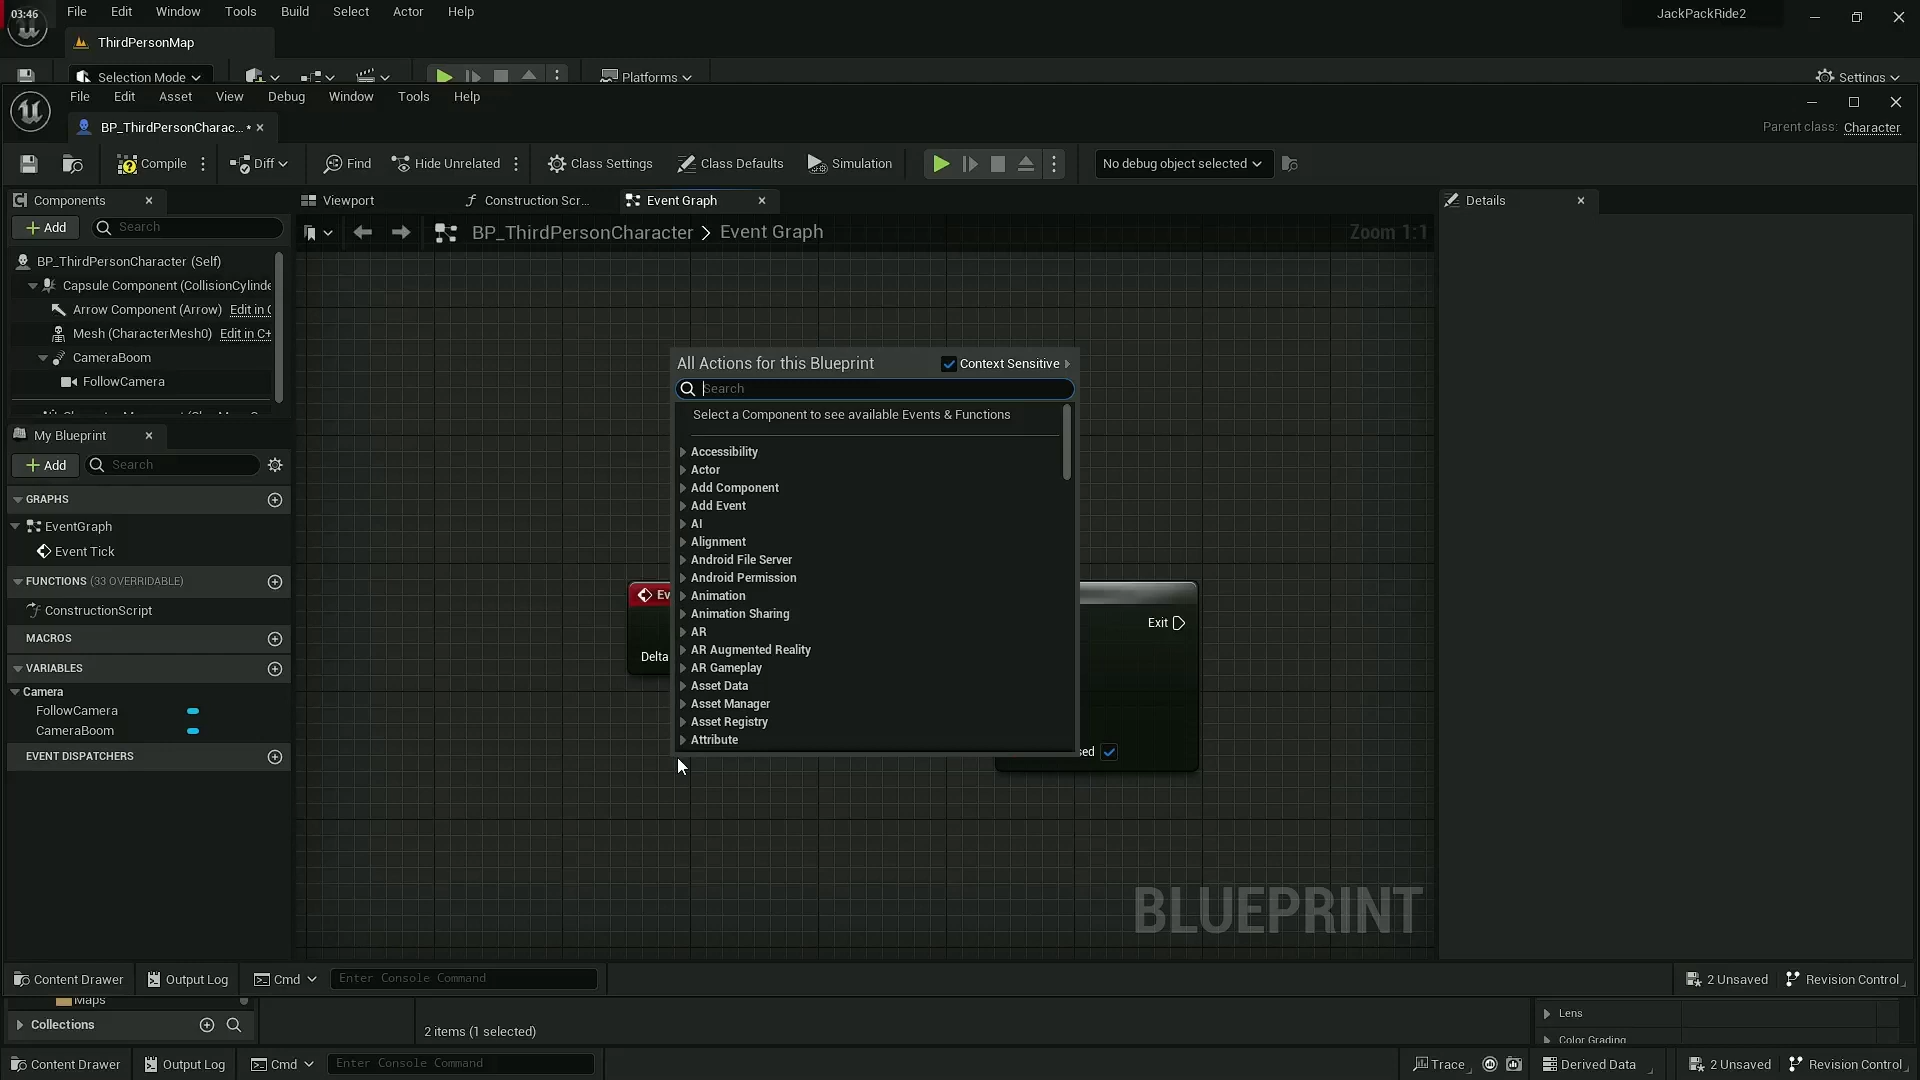 03:46
File Edit Window Tools Build Select Actor Help
JackPackRide2
ThirdPersonMap
Selection Mode
Platforms
Settings
File Edit Asset View Debug Window Tools Help
BP_ThirdPersonCharac... •
Parent class: Character
Compile
Diff
Find
Hide Unrelated
Class Settings
Class Defaults
Simulation
No debug object selected
Components
Viewport
Construction Scr...
Event Graph
Details
Add
Search
BP_ThirdPersonCharacter > Event Graph
Zoom 1:1
BP_ThirdPersonCharacter (Self)
Capsule Component (CollisionCylinde
Arrow Component (Arrow) Edit in C
Mesh (CharacterMesh0) Edit in C+
CameraBoom
FollowCamera
My Blueprint
Add
Search
GRAPHS
EventGraph
Event Tick
FUNCTIONS (33 OVERRIDABLE)
ConstructionScript
MACROS
VARIABLES
Camera
FollowCamera
CameraBoom
EVENT DISPATCHERS
All Actions for this Blueprint
Context Sensitive
Search
Select a Component to see available Events & Functions
Accessibility
Actor
Add Component
Add Event
AI
Alignment
Android File Server
Android Permission
Animation
Animation Sharing
AR
AR Augmented Reality
AR Gameplay
Asset Data
Asset Manager
Asset Registry
Attribute
Ev
Delta
Exit
sed
BLUEPRINT
Content Drawer
Output Log
Cmd
Enter Console Command
2 Unsaved
Revision Control
Maps
Collections
2 items (1 selected)
Lens
Color Grading
Content Drawer
Output Log
Cmd
Enter Console Command
Trace
Derived Data
2 Unsaved
Revision Control